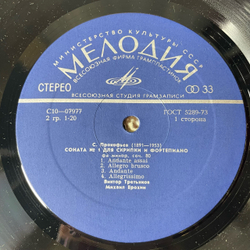 МИНИСТЕРСТВО КУЛЬТУРЫ СССР
МЕЛОДИЯ
ВСЕСОЮЗНАЯ ФИРМА ГРАМПЛАСТИНОК
СТЕРЕО
33
ВСЕСОЮЗНАЯ СТУДИЯ ГРАМЗАПИСИ
С10—07977
ГОСТ 5289-73
2 гр. 1-20
1 сторона
С. Прокофьев (1891—1953)
СОНАТА № 1 ДЛЯ СКРИПКИ И ФОРТЕПИАНО
фа минор, соч. 80
1. Andante assai
2. Allegro brusco
3. Andante
4. Allegrissimo
Виктор Третьяков
Михаил Ерохин